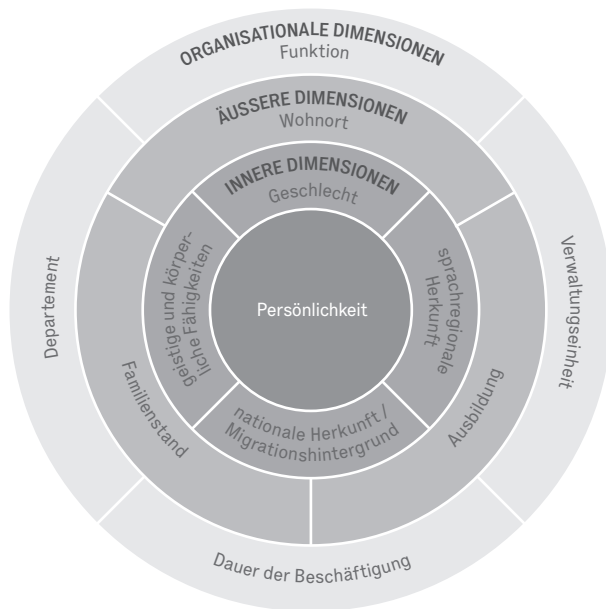 ORGANISATIONALE DIMENSIONEN
Funktion
ÄUSSERE DIMENSIONEN
Wohnort
INNERE DIMENSIONEN
Geschlecht
geistige und körper-
liche Fähigkeiten
sprachregionale
Herkunft
Persönlichkeit
nationale Herkunft /
Migrationshintergrund
Departement
Verwaltungseinheit
Familienstand
Ausbildung
Dauer der Beschäftigung